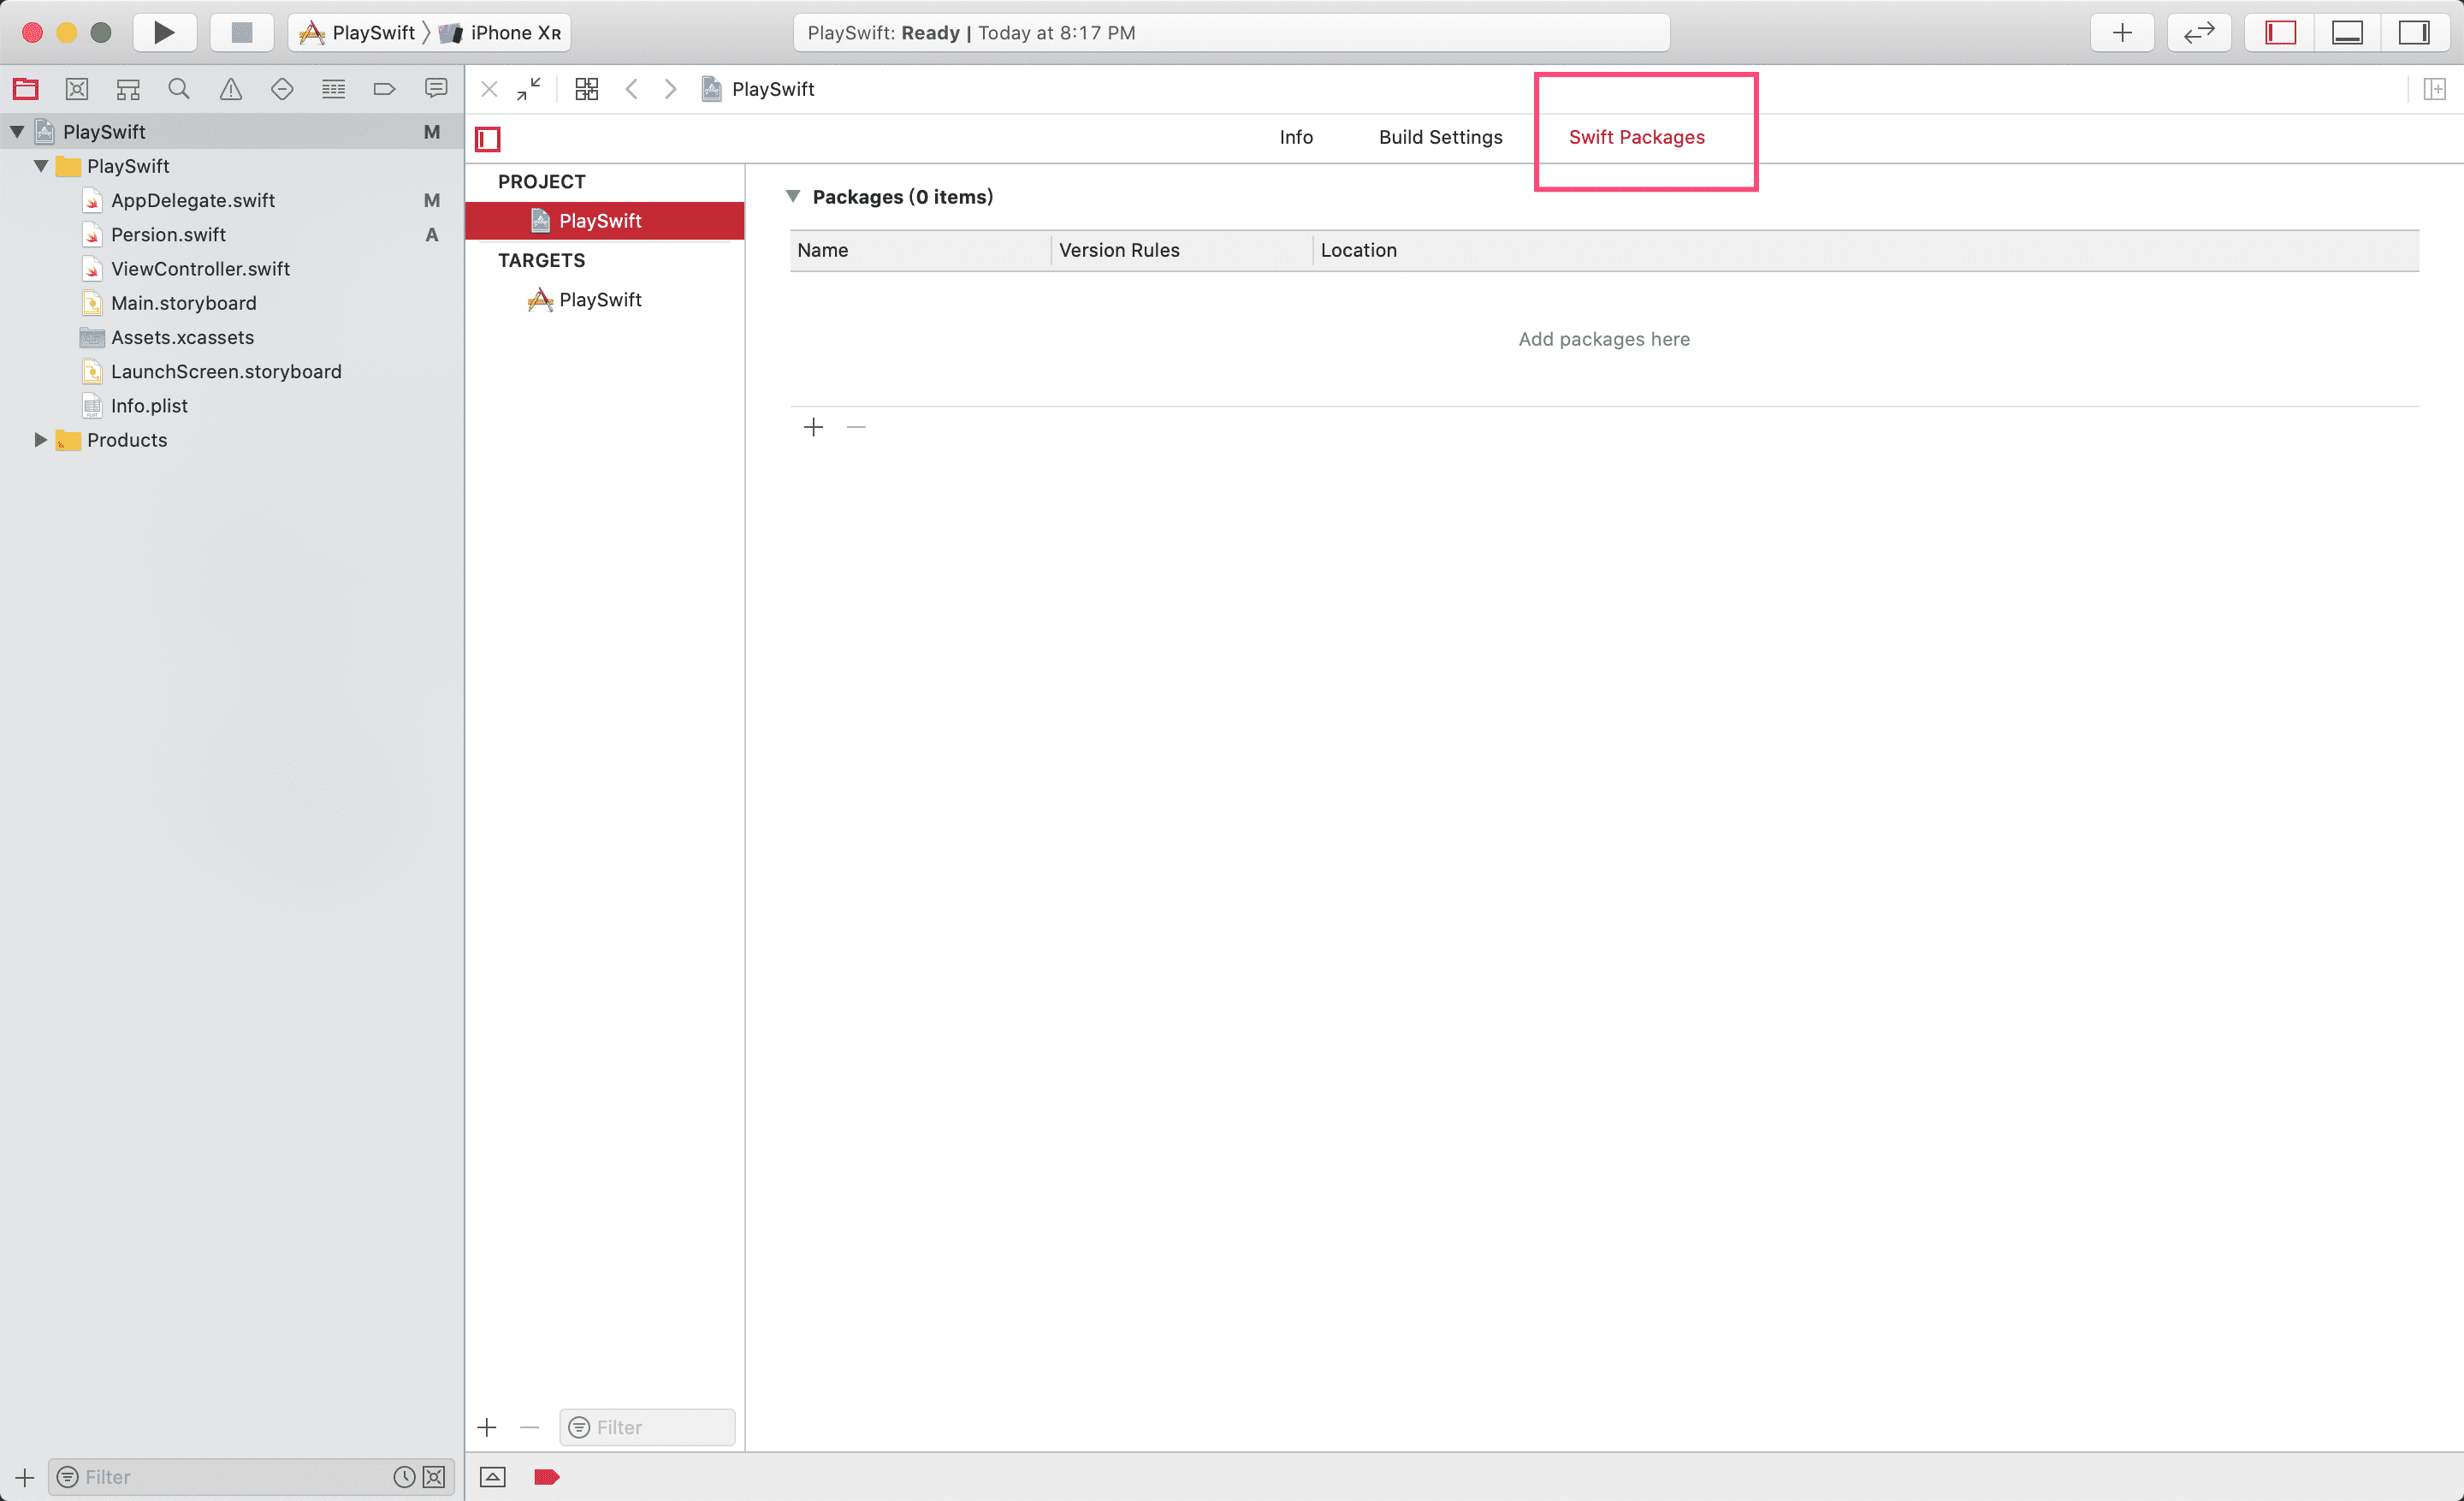 PlaySwift 〉 iPhone Xʀ
PlaySwift: Ready | Today at 8:17 PM
PlaySwift
PlaySwift M
PlaySwift
AppDelegate.swift M
Persion.swift A
ViewController.swift
Main.storyboard
Assets.xcassets
LaunchScreen.storyboard
Info.plist
Products
Info Build Settings Swift Packages
PROJECT
PlaySwift
TARGETS
PlaySwift
Packages (0 items)
Name Version Rules Location
Add packages here
Filter
Filter